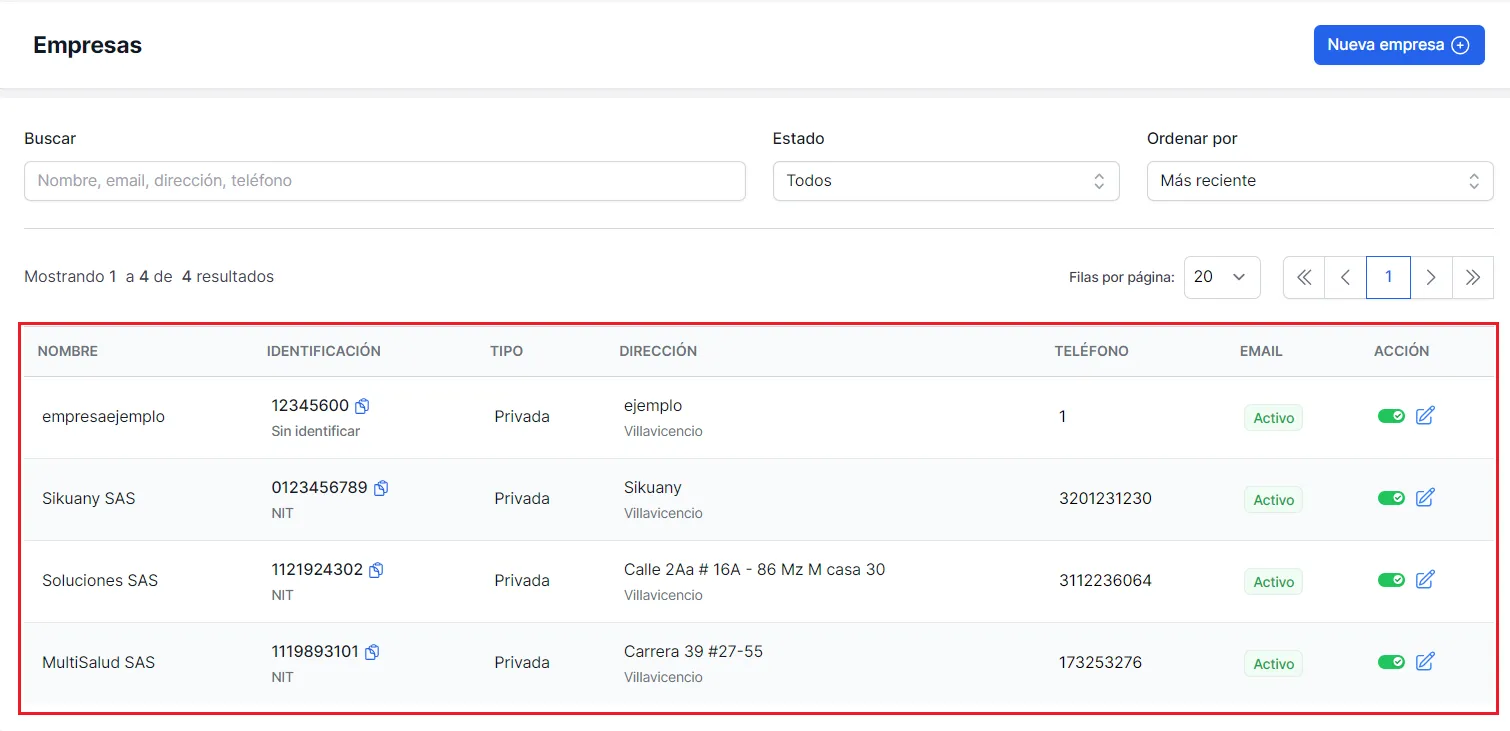 Empresas
Nueva empresa
Buscar
Estado
Ordenar por
Nombre, email, dirección, teléfono
Todos
Más reciente
Mostrando 1 a 4 de 4 resultados
Filas por página:
20
1
NOMBRE IDENTIFICACIÓN TIPO DIRECCIÓN TELÉFONO EMAIL ACCIÓN
empresaejemplo
12345600
Sin identificar
Privada
ejemplo
Villavicencio
1
Activo
Sikuany SAS
0123456789
NIT
Privada
Sikuany
Villavicencio
3201231230
Activo
Soluciones SAS
1121924302
NIT
Privada
Calle 2Aa # 16A - 86 Mz M casa 30
Villavicencio
3112236064
Activo
MultiSalud SAS
1119893101
NIT
Privada
Carrera 39 #27-55
Villavicencio
173253276
Activo